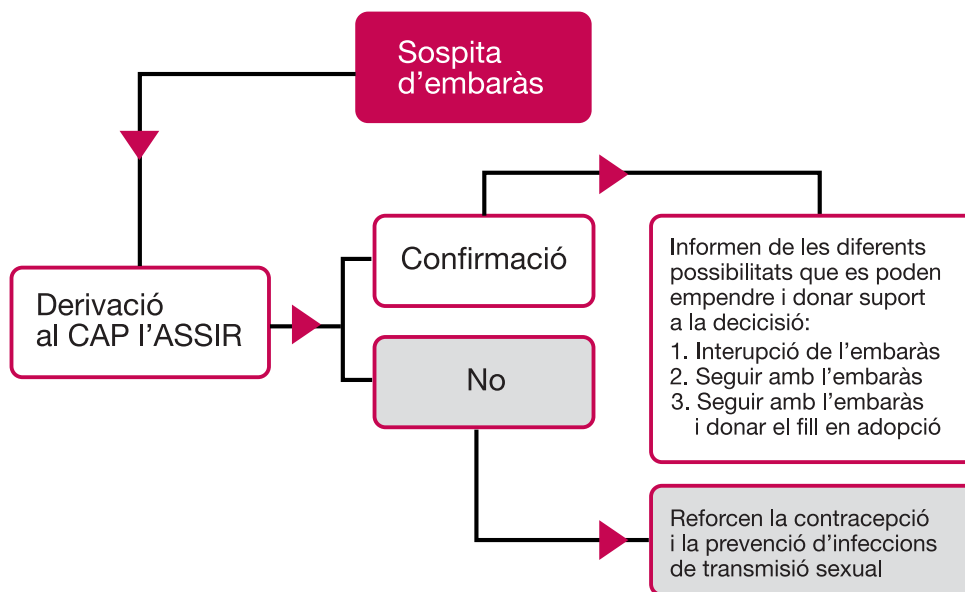 Sospita
d'embaràs
Derivació
al CAP l'ASSIR
Confirmació
No
Informen de les diferents
possibilitats que es poden
empendre i donar suport
a la decicisió:
1. Interupció de l'embaràs
2. Seguir amb l'embaràs
3. Seguir amb l'embaràs
i donar el fill en adopció
Reforcen la contracepció
i la prevenció d'infeccions
de transmisió sexual